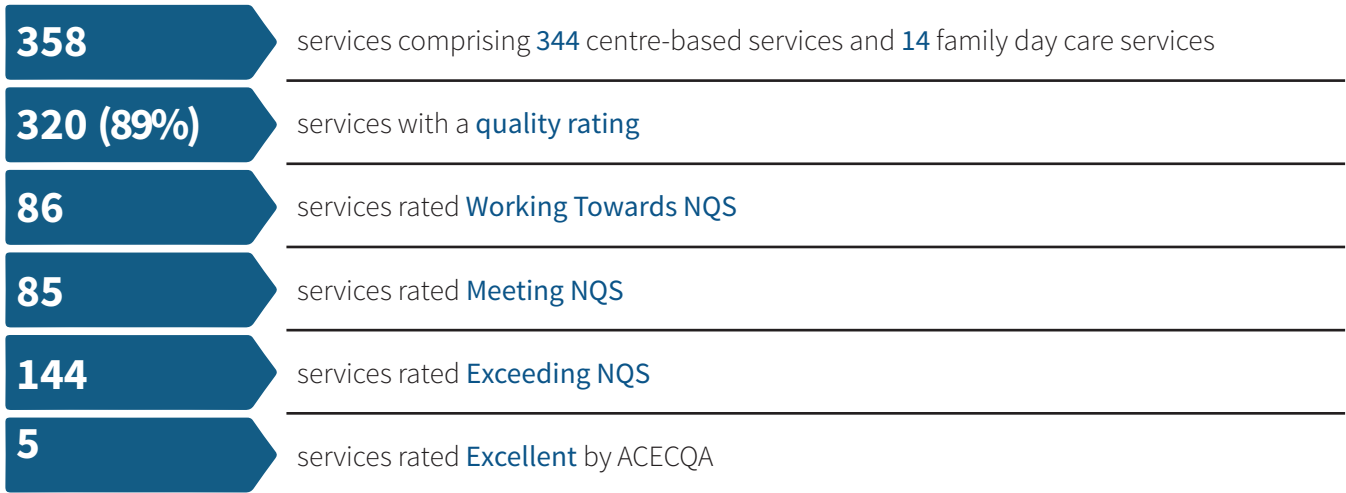 358 services comprising 344 centre-based services and 14 family day care services
320 (89%) services with a quality rating
86 services rated Working Towards NQS
85 services rated Meeting NQS
144 services rated Exceeding NQS
5 services rated Excellent by ACECQA